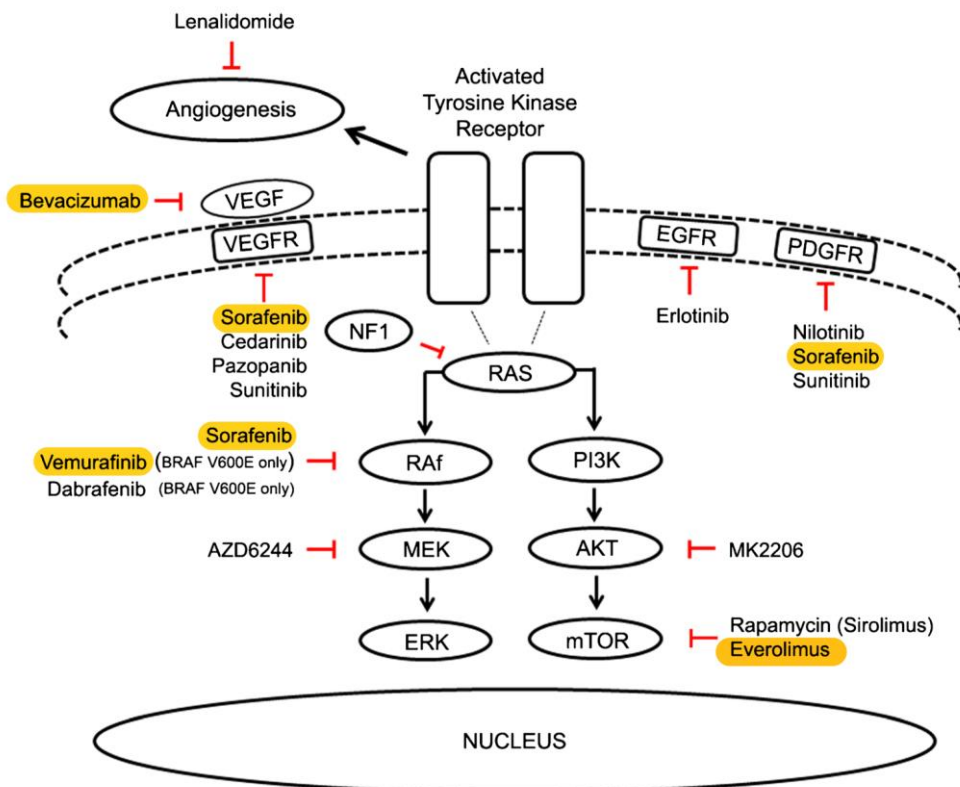 Lenalidomide
Angiogenesis
Activated
Tyrosine Kinase
Receptor
Bevacizumab
VEGF
VEGFR
EGFR
PDGFR
Sorafenib
Cedarinib
Pazopanib
Sunitinib
NF1
Erlotinib
Nilotinib
Sorafenib
Sunitinib
RAS
Sorafenib
Vemurafinib (BRAF V600E only)
Dabrafenib (BRAF V600E only)
RAf
PI3K
AZD6244
MEK
AKT
MK2206
ERK
mTOR
Rapamycin (Sirolimus)
Everolimus
NUCLEUS